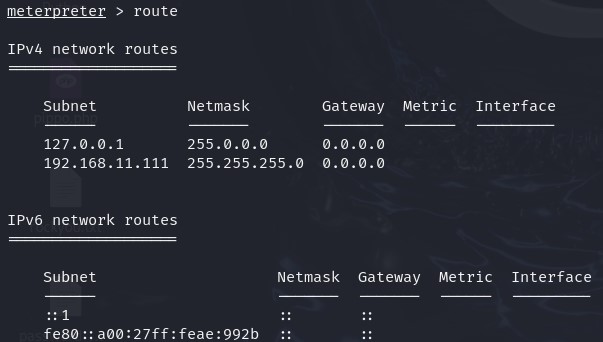 meterpreter > route
IPv4 network routes
Subnet Netmask Gateway Metric Interface
127.0.0.1 255.0.0.0 0.0.0.0
192.168.11.111 255.255.255.0 0.0.0.0
IPv6 network routes
Subnet Netmask Gateway Metric Interface
::1 :: ::
fe80::a00:27ff:feae:992b :: ::